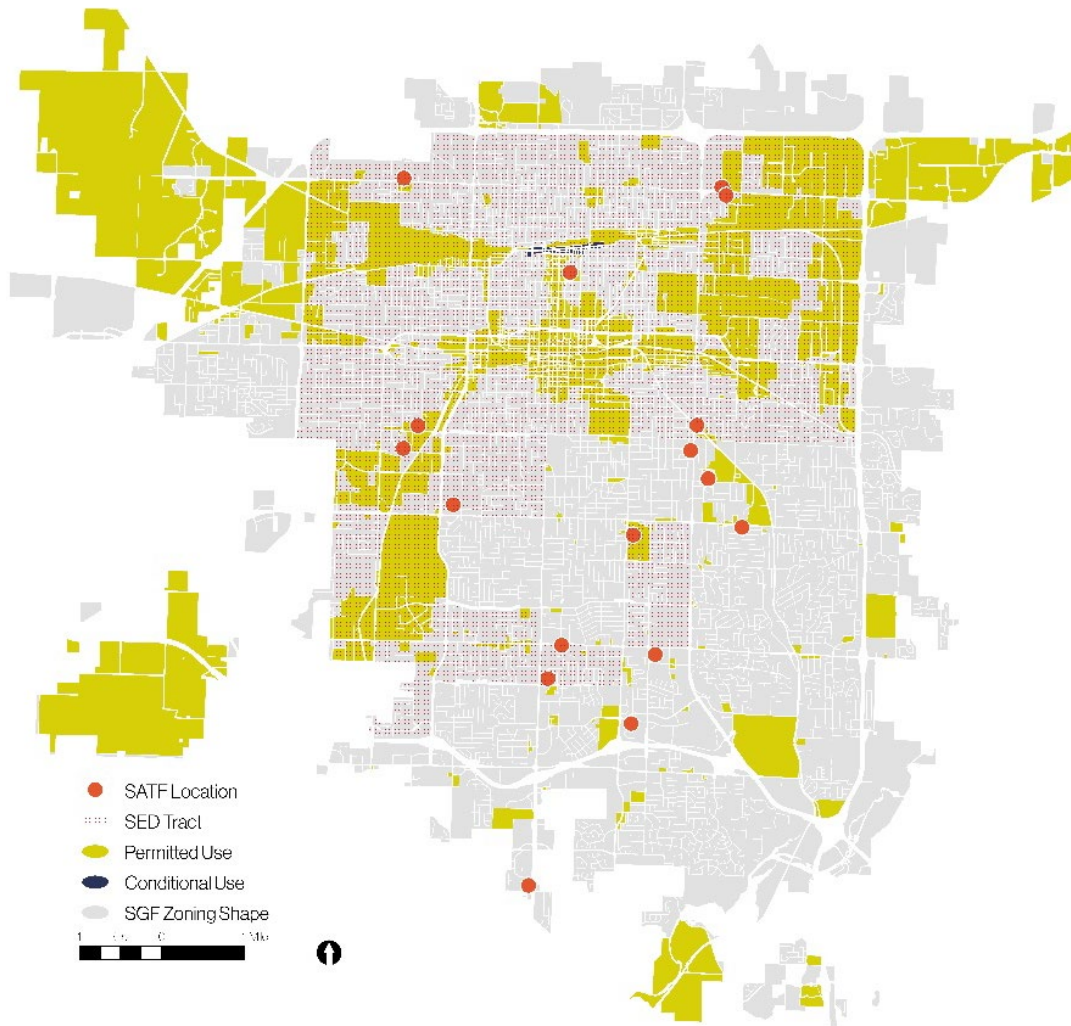 SATF Location
SED Tract
Permitted Use
Conditional Use
SGF Zoning Shape
1 0